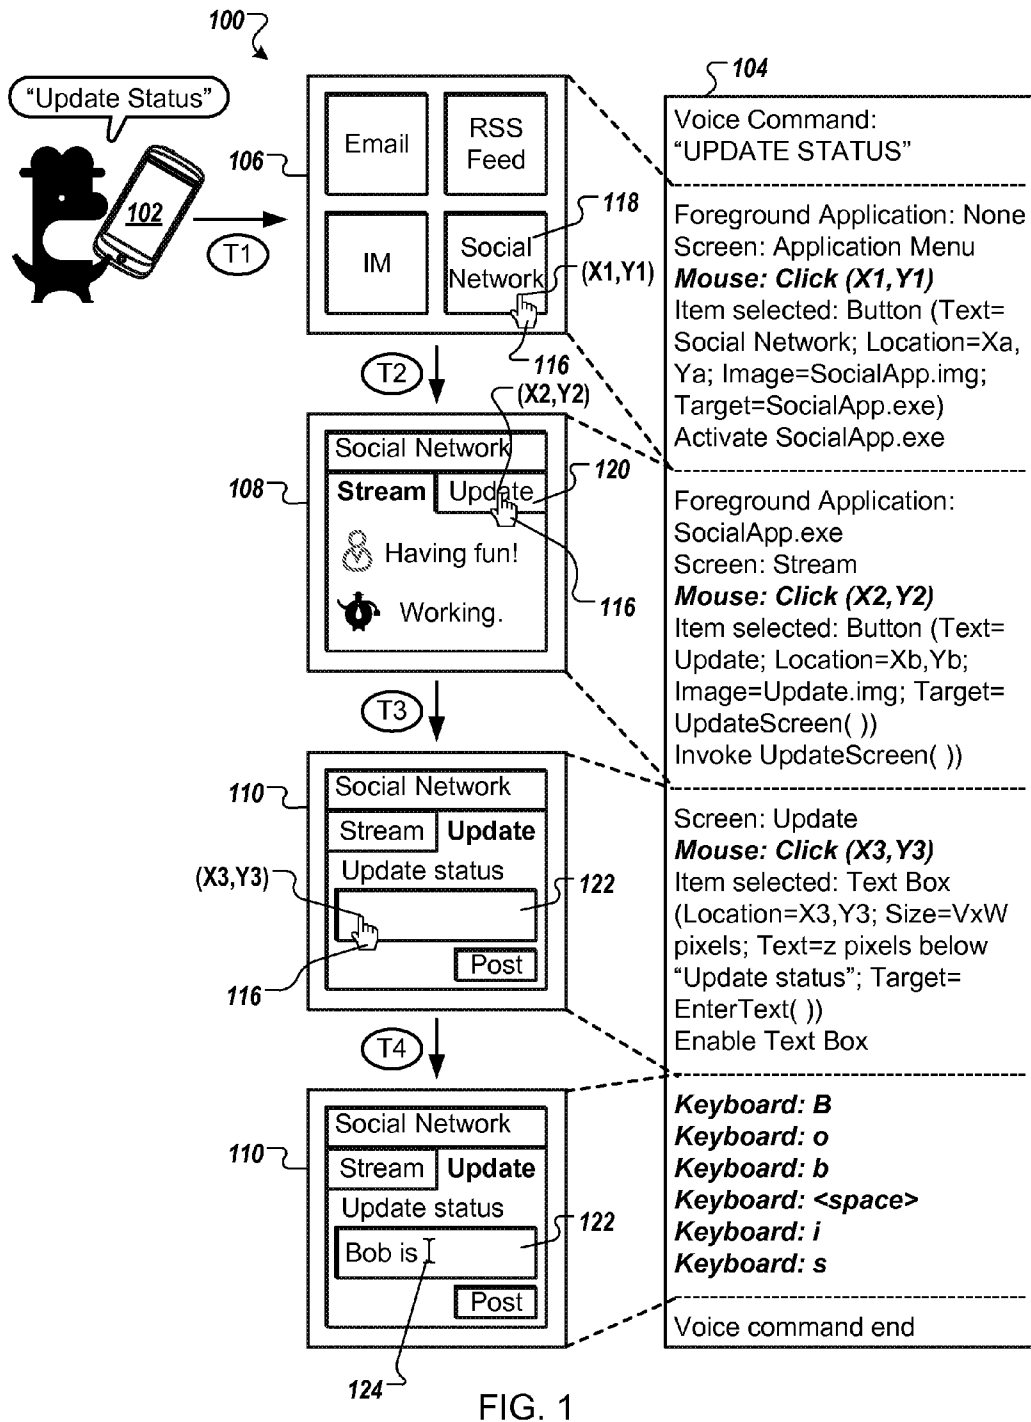 100
"Update Status"
102
T1
106
Email
RSS
Feed
IM
Social
Network
118
(X1,Y1)
116
T2
(X2,Y2)
108
Social Network
Stream
Update
120
Having fun!
Working.
116
T3
110
Social Network
Stream
Update
Update status
(X3,Y3)
122
Post
116
T4
110
Social Network
Stream
Update
Update status
122
Bob is
Post
124
104
Voice Command:
"UPDATE STATUS"
Foreground Application: None
Screen: Application Menu
Mouse: Click (X1,Y1)
Item selected: Button (Text=
Social Network; Location=Xa,
Ya; Image=SocialApp.img;
Target=SocialApp.exe)
Activate SocialApp.exe
Foreground Application:
SocialApp.exe
Screen: Stream
Mouse: Click (X2,Y2)
Item selected: Button (Text=
Update; Location=Xb,Yb;
Image=Update.img; Target=
UpdateScreen( ))
Invoke UpdateScreen( ))
Screen: Update
Mouse: Click (X3,Y3)
Item selected: Text Box
(Location=X3,Y3; Size=VxW
pixels; Text=z pixels below
"Update status"; Target=
EnterText( ))
Enable Text Box
Keyboard: B
Keyboard: o
Keyboard: b
Keyboard: <space>
Keyboard: i
Keyboard: s
Voice command end
FIG. 1